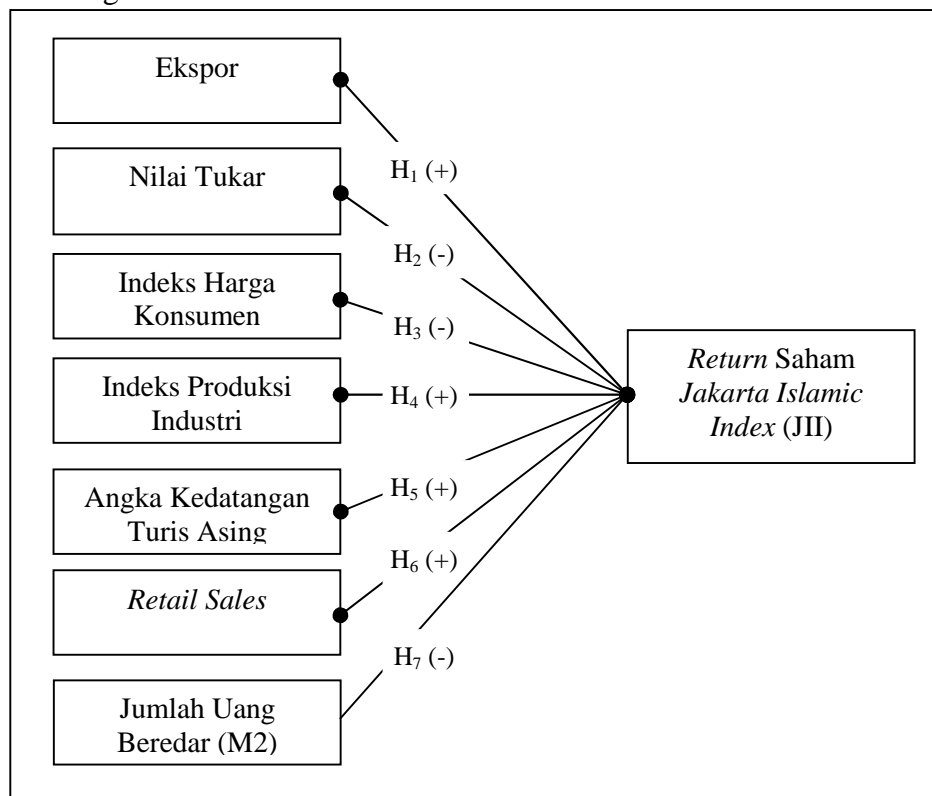 Ekspor
H₁ (+)
Nilai Tukar
H₂ (-)
Indeks Harga
Konsumen
H₃ (-)
Return Saham
Jakarta Islamic
Index (JII)
Indeks Produksi
Industri
H₄ (+)
Angka Kedatangan
Turis Asing
H₅ (+)
H₆ (+)
Retail Sales
H₇ (-)
Jumlah Uang
Beredar (M2)